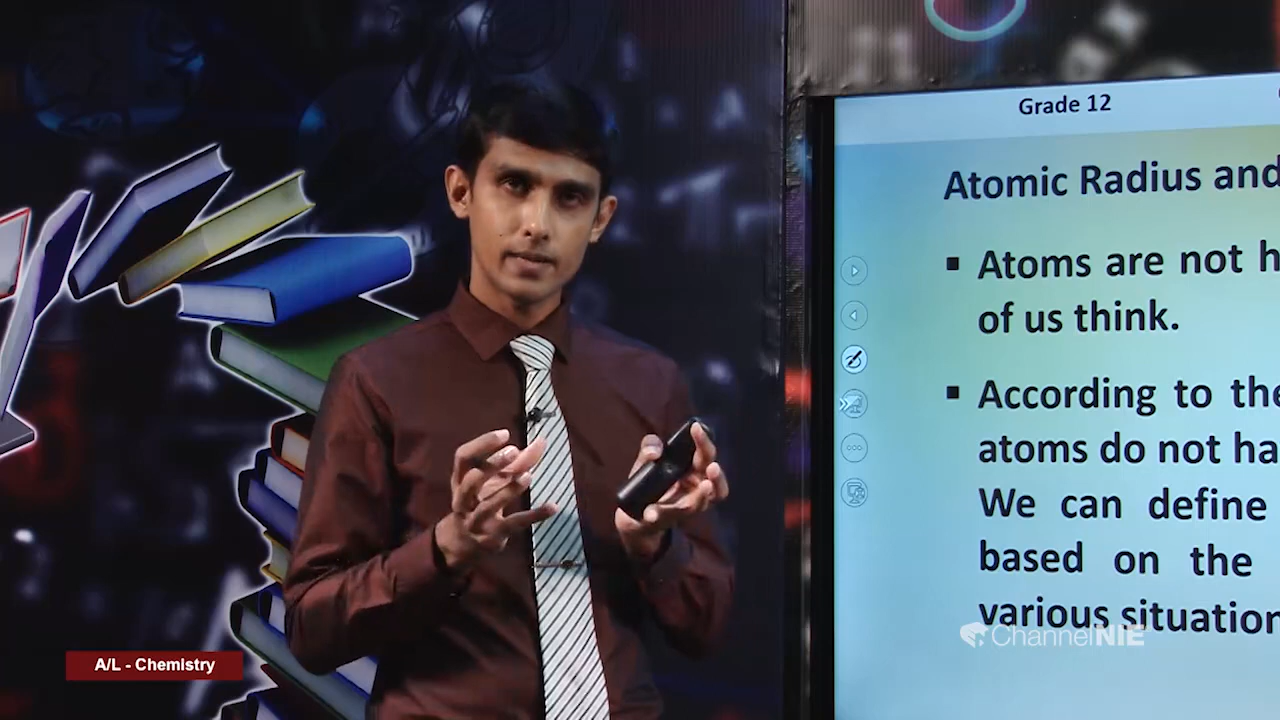 Grade 12
Atomic Radius and
▪ Atoms are not h
of us think.
▪ According to the
atoms do not ha
We can define
based on the
various situation
ChannelNIE
A/L - Chemistry